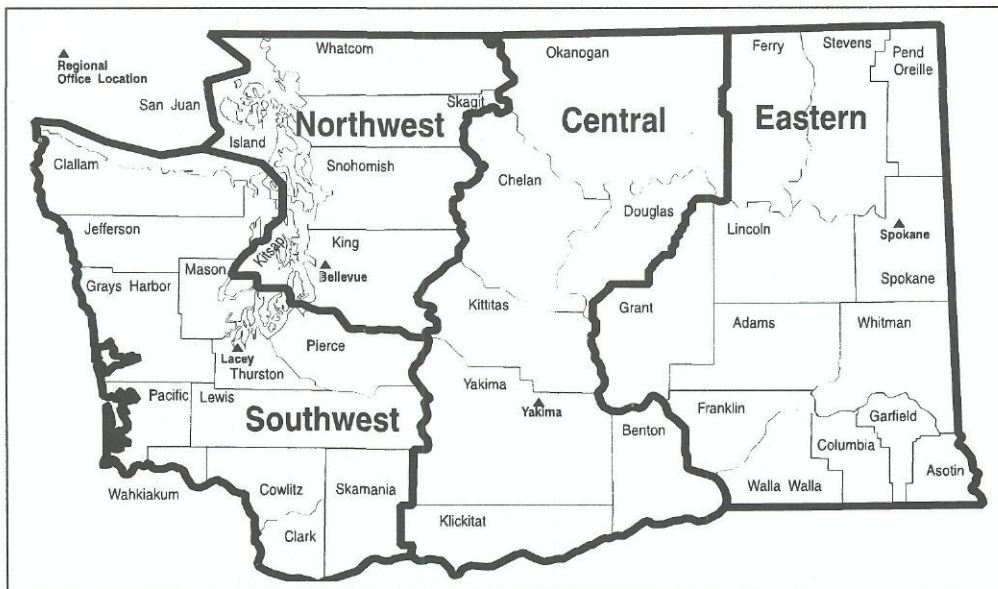 ▲
Regional
Office Location
Whatcom
Okanogan
Ferry
Stevens
Pend
Oreille
San Juan
Skagit
Northwest
Central
Eastern
Island
Clallam
Snohomish
Chelan
Douglas
Jefferson
Kitsap
King
▲
Bellevue
Lincoln
▲
Spokane
Spokane
Mason
Grays Harbor
Kittitas
Grant
Adams
Whitman
Pierce
▲
Lacey
Thurston
Pacific
Lewis
Southwest
Yakima
▲
Yakima
Benton
Franklin
Garfield
Columbia
Asotin
Walla Walla
Wahkiakum
Cowlitz
Skamania
Clark
Klickitat